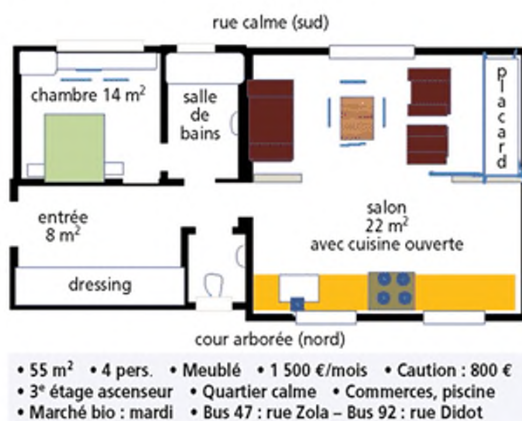 rue calme (sud)
chambre 14 m²
salle
de
bains
placard
entrée
8 m²
salon
22 m²
avec cuisine ouverte
dressing
cour arborée (nord)
• 55 m² • 4 pers. • Meublé • 1 500 €/mois • Caution : 800 €
• 3e étage ascenseur • Quartier calme • Commerces, piscine
• Marché bio : mardi • Bus 47 : rue Zola – Bus 92 : rue Didot